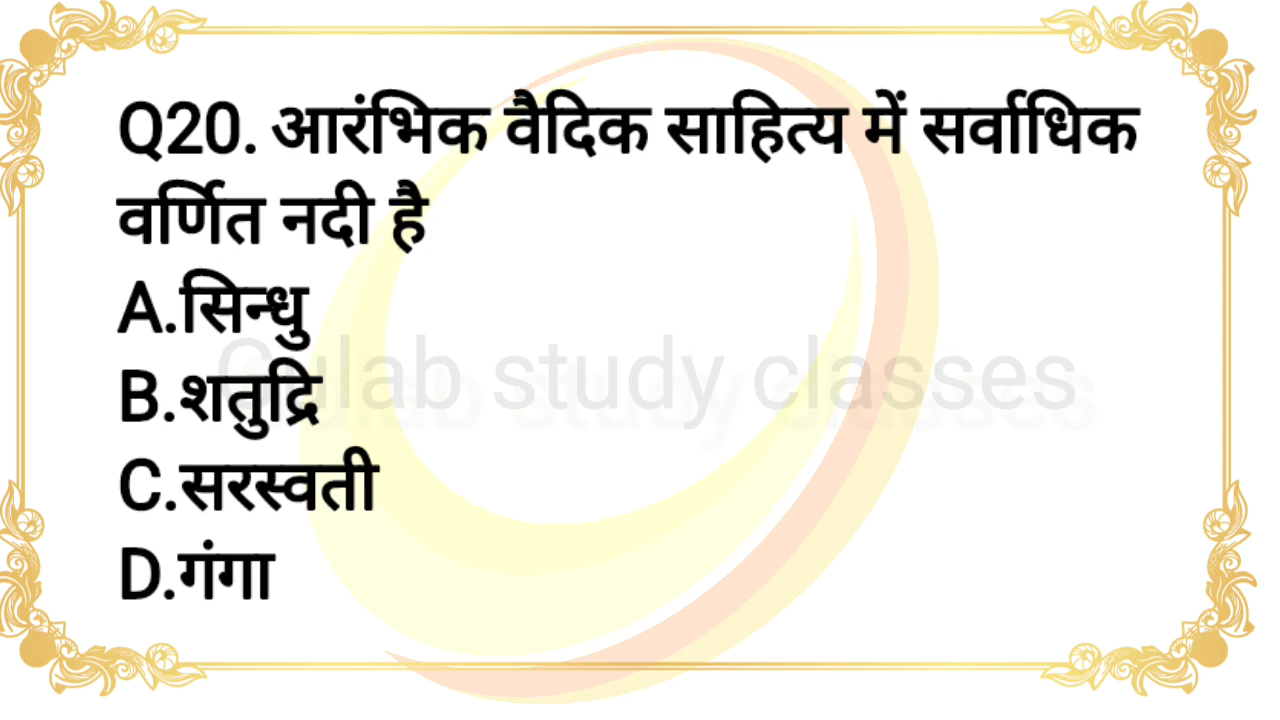 Q20. आरंभिक वैदिक साहित्य में सर्वाधिक
वर्णित नदी है
A.सिन्धु
B.शतुद्रि
C.सरस्वती
D.गंगा
Gulab study classes